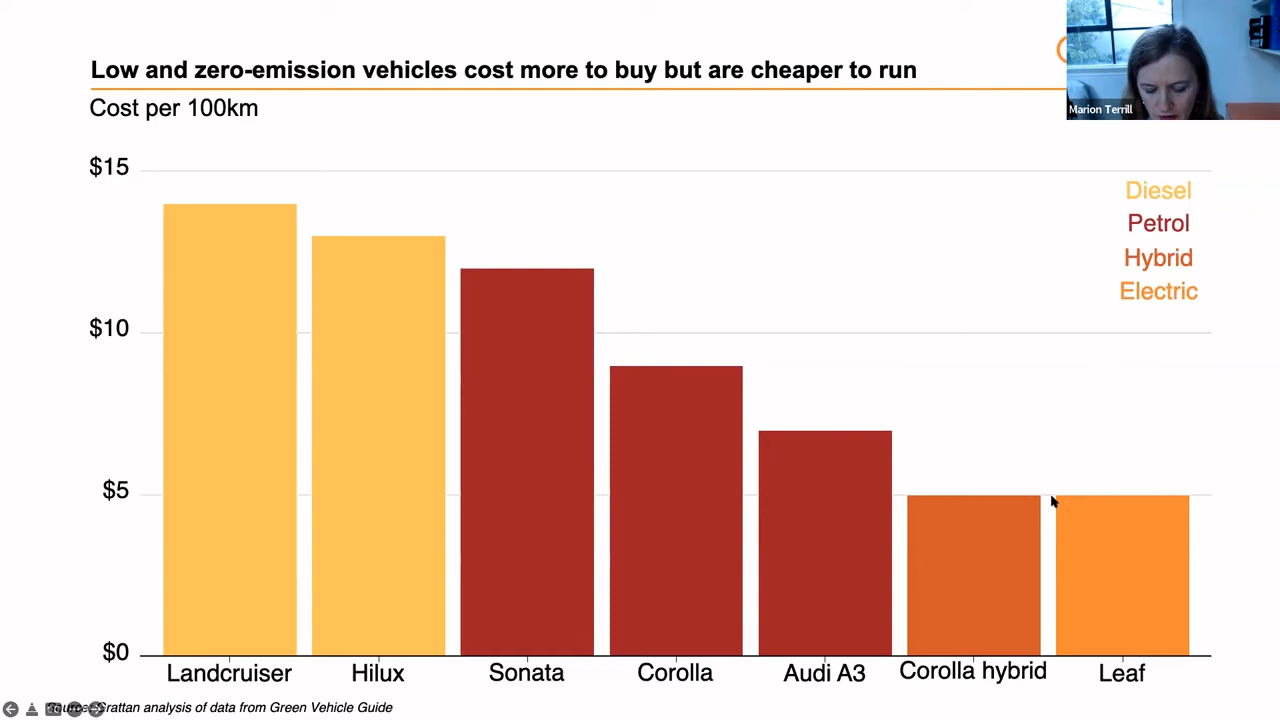 Low and zero-emission vehicles cost more to buy but are cheaper to run
Cost per 100km
Marion Terrill
$15
$10
$5
$0
Diesel
Petrol
Hybrid
Electric
Landcruiser
Hilux
Sonata
Corolla
Audi A3
Corolla hybrid
Leaf
Source: Grattan analysis of data from Green Vehicle Guide